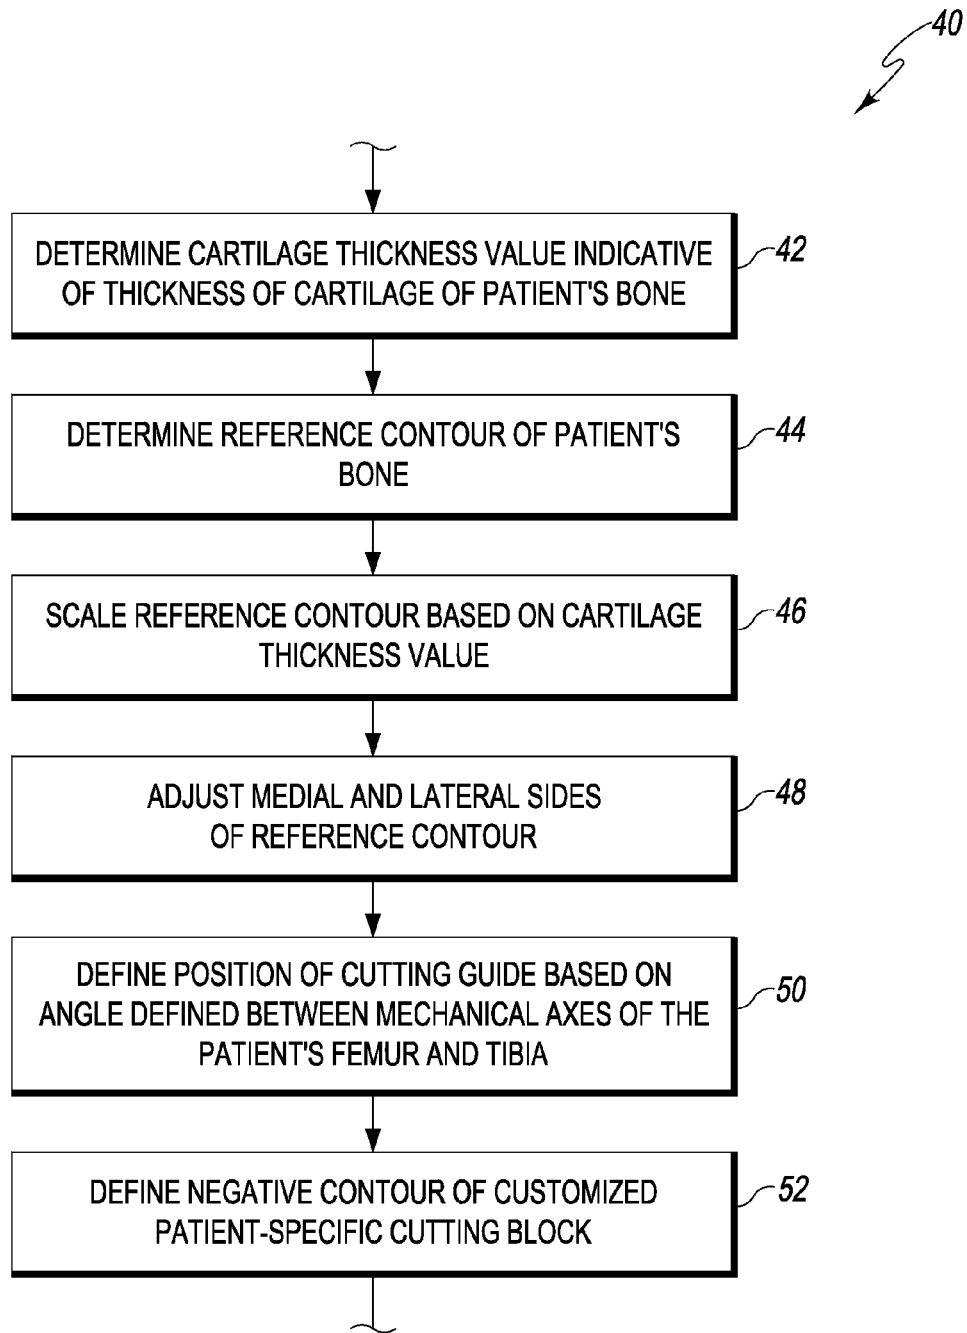 40
DETERMINE CARTILAGE THICKNESS VALUE INDICATIVE
OF THICKNESS OF CARTILAGE OF PATIENT'S BONE
42
DETERMINE REFERENCE CONTOUR OF PATIENT'S
BONE
44
SCALE REFERENCE CONTOUR BASED ON CARTILAGE
THICKNESS VALUE
46
ADJUST MEDIAL AND LATERAL SIDES
OF REFERENCE CONTOUR
48
DEFINE POSITION OF CUTTING GUIDE BASED ON
ANGLE DEFINED BETWEEN MECHANICAL AXES OF THE
PATIENT'S FEMUR AND TIBIA
50
DEFINE NEGATIVE CONTOUR OF CUSTOMIZED
PATIENT-SPECIFIC CUTTING BLOCK
52